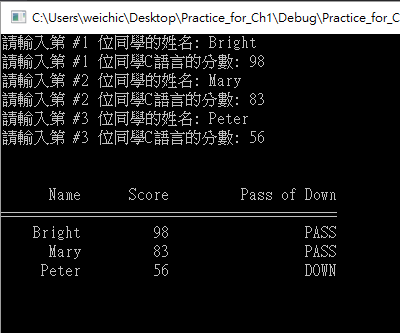 C:\Users\weichic\Desktop\Practice_for_Ch1\Debug\Practice_for_C
請輸入第 #1 位同學的姓名: Bright
請輸入第 #1 位同學C語言的分數: 98
請輸入第 #2 位同學的姓名: Mary
請輸入第 #2 位同學C語言的分數: 83
請輸入第 #3 位同學的姓名: Peter
請輸入第 #3 位同學C語言的分數: 56
Name Score Pass of Down
Bright 98 PASS
Mary 83 PASS
Peter 56 DOWN